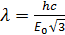 λ = hc / E₀√3